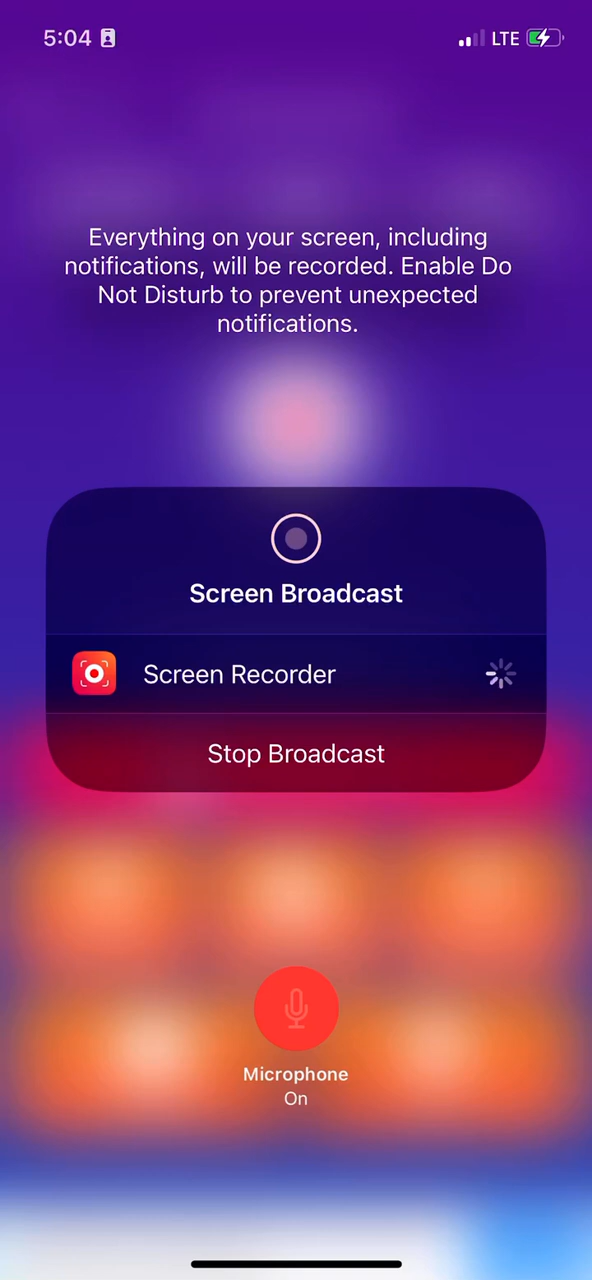 5:04 LTE
Everything on your screen, including
notifications, will be recorded. Enable Do
Not Disturb to prevent unexpected
notifications.
Screen Broadcast
Screen Recorder
Stop Broadcast
Microphone
On